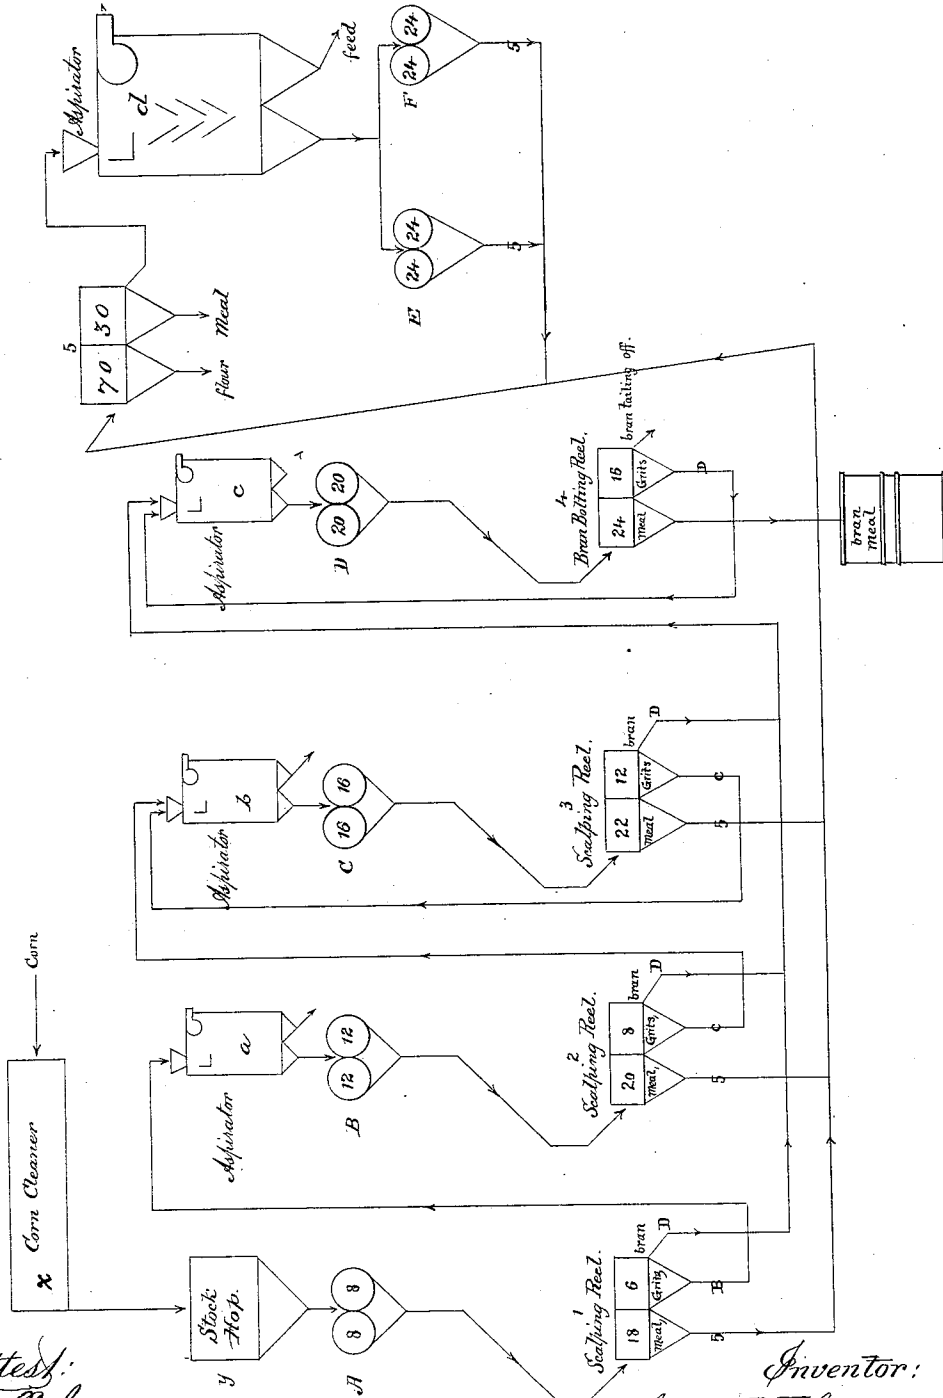 Corn
x Corn Cleaner
Stock
Hop.
y
8 8
A
Scalping Reel.
1
18 6
Meal, Grits,
bran
D
5 B
Aspirator
a
12 12
B
Scalping Reel.
2
20 8
Meal, Grits,
bran
D
5 C
Aspirator
b
16 16
C
Scalping Reel.
3
22 12
Meal Grits
bran
D
5 C
Aspirator
c
20 20
D
Bran Bolting Reel.
4
24 16
Meal Grits
bran tailing off.
D
bran
meal
5
70 30
flour Meal
Aspirator
d
feed
24 24
E
5
24 24
F
5
Inventor: